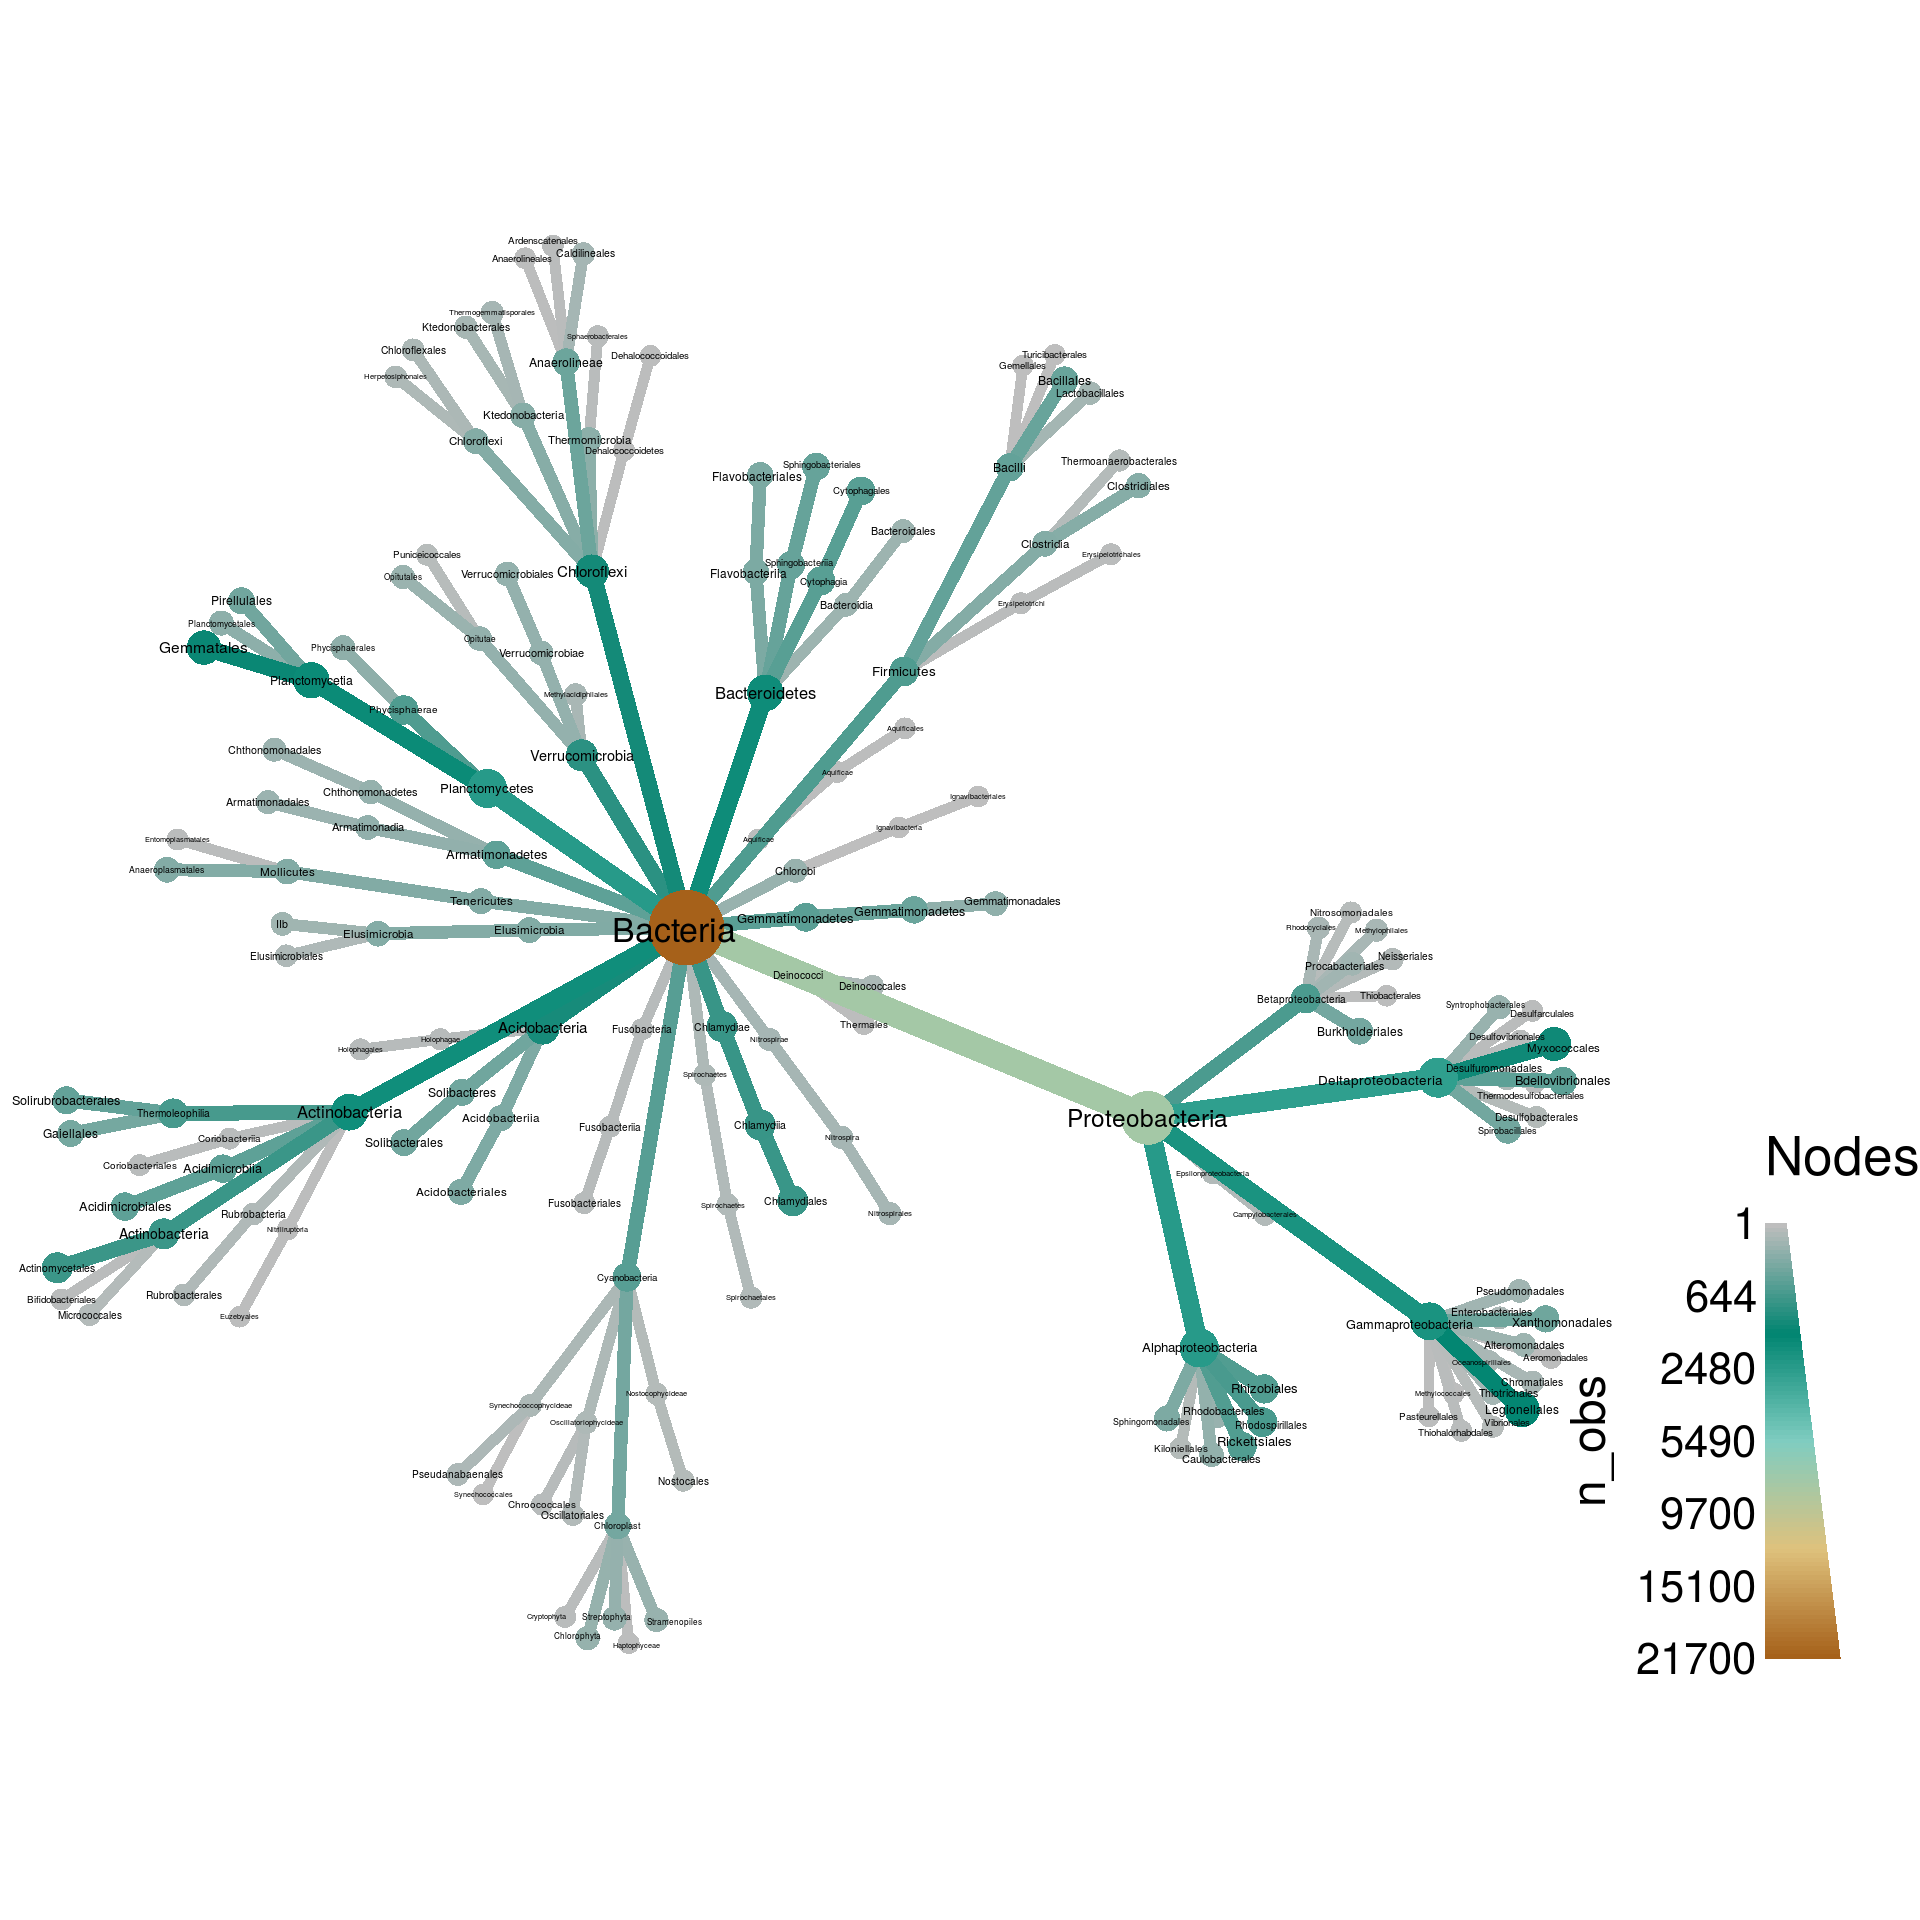 Ardenscatenales
Anaerolineales
Caldilineales
Thermogemmatisporales
Ktedonobacterales
Sphaerobacterales
Chloroflexales
Dehalococcoidales
Anaerolineae
Herpetosiphonales
Ktedonobacteria
Chloroflexi
Thermomicrobia
Dehalococcoidetes
Turicibacterales
Gemellales
Bacillales
Lactobacillales
Bacilli
Thermoanaerobacterales
Clostridiales
Flavobacteriales
Sphingobacteriales
Cytophagales
Bacteroidales
Clostridia
Erysipelotrichales
Puniceicoccales
Opitutales
Verrucomicrobiales
Chloroflexi
Flavobacteriia
Sphingobacteriia
Cytophagia
Bacteroidia
Erysipelotrichi
Pirellulales
Planctomycetales
Gemmatales
Phycisphaerales
Opitutae
Verrucomicrobiae
Planctomycetia
Firmicutes
Methylacidiphilales
Bacteroidetes
Phycisphaerae
Aquificales
Chthonomonadales
Verrucomicrobia
Aquificae
Planctomycetes
Chthonomonadetes
Ignavibacteriales
Armatimonadales
Armatimonadia
Ignavibacteria
Entomoplasmatales
Aquificae
Armatimonadetes
Anaeroplasmatales
Mollicutes
Chlorobi
Tenericutes
Gemmatimonadales
Gemmatimonadetes
Gemmatimonadetes
IIb
Elusimicrobia
Elusimicrobia
Bacteria
Elusimicrobiales
Nitrosomonadales
Rhodocyclales
Methylophilales
Neisseriales
Procabacteriales
Deinococci
Deinococcales
Betaproteobacteria
Thiobacterales
Thermales
Burkholderiales
Syntrophobacterales
Desulfarculales
Desulfovibrionales
Myxococcales
Desulfuromonadales
Deltaproteobacteria
Bdellovibrionales
Thermodesulfobacteriales
Desulfobacterales
Spirobacillales
Acidobacteria
Fusobacteria
Chlamydiae
Holophagae
Holophagales
Nitrospirae
Spirochaetes
Solibacteres
Solirubrobacterales
Thermoleophilia
Actinobacteria
Acidobacteriia
Proteobacteria
Gaiellales
Coriobacteriia
Solibacterales
Fusobacteriia
Chlamydiia
Nitrospira
Coriobacteriales
Acidimicrobiia
Acidobacteriales
Epsilonproteobacteria
Acidimicrobiales
Rubrobacteria
Fusobacteriales
Spirochaetes
Chlamydiales
Nitrospirales
Campylobacterales
Actinobacteria
Nitriliruptoria
Actinomycetales
Cyanobacteria
Bifidobacteriales
Rubrobacterales
Spirochaetales
Micrococcales
Euzebyales
Pseudomonadales
Enterobacteriales
Gammaproteobacteria
Xanthomonadales
Alteromonadales
Aeromonadales
Oceanospirillales
Chromatiales
Methylococcales
Thiotrichales
Legionellales
Pasteurellales
Vibrionales
Thiohalorhabdales
Alphaproteobacteria
Rhizobiales
Rhodobacterales
Sphingomonadales
Rhodospirillales
Rickettsiales
Kiloniellales
Caulobacterales
Nostocophycideae
Synechococcophycideae
Oscillatoriophycideae
Pseudanabaenales
Nostocales
Synechococcales
Chroococcales
Oscillatoriales
Chloroplast
Cryptophyta
Streptophyta
Stramenopiles
Chlorophyta
Haptophyceae
Nodes
1
644
2480
5490
9700
15100
21700
n_obs